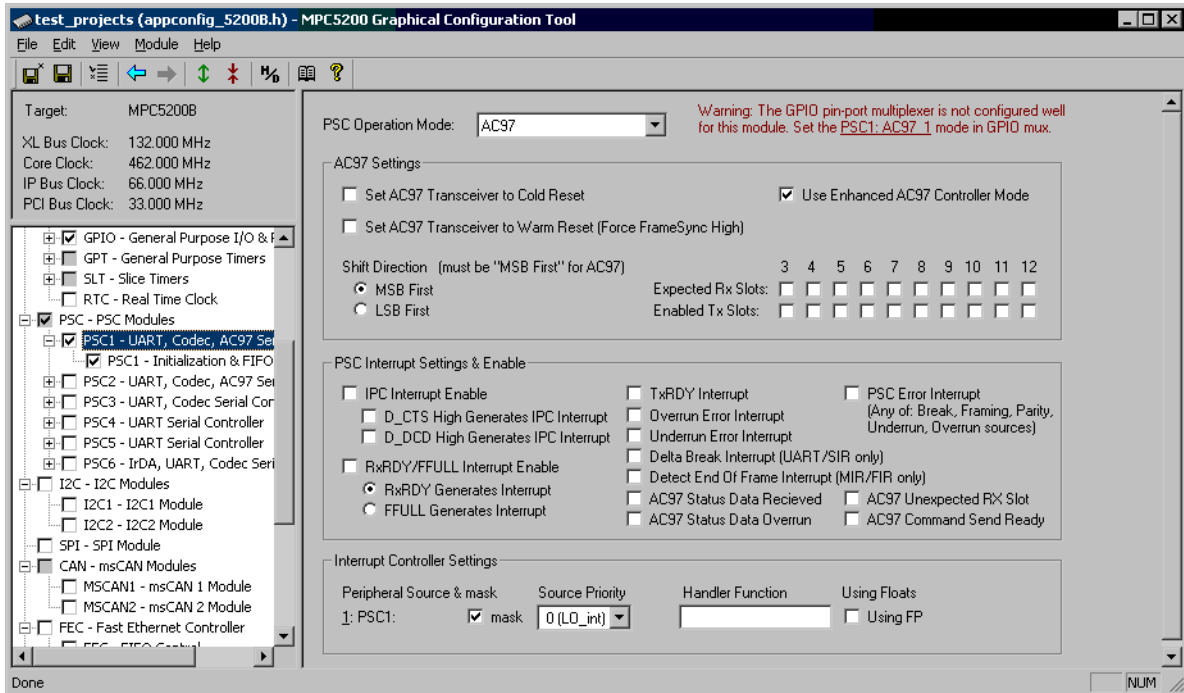 test_projects (appconfig_5200B.h) - MPC5200 Graphical Configuration Tool
File Edit View Module Help
H/D
?
Target: MPC5200B
XL Bus Clock: 132.000 MHz
Core Clock: 462.000 MHz
IP Bus Clock: 66.000 MHz
PCI Bus Clock: 33.000 MHz
GPIO - General Purpose I/O &
GPT - General Purpose Timers
SLT - Slice Timers
RTC - Real Time Clock
PSC - PSC Modules
PSC1 - UART, Codec, AC97 Se
PSC1 - Initialization & FIFO
PSC2 - UART, Codec, AC97 Se
PSC3 - UART, Codec Serial Cor
PSC4 - UART Serial Controller
PSC5 - UART Serial Controller
PSC6 - IrDA, UART, Codec Seri
I2C - I2C Modules
I2C1 - I2C1 Module
I2C2 - I2C2 Module
SPI - SPI Module
CAN - msCAN Modules
MSCAN1 - msCAN 1 Module
MSCAN2 - msCAN 2 Module
FEC - Fast Ethernet Controller
PSC Operation Mode: AC97
Warning: The GPIO pin-port multiplexer is not configured well
for this module. Set the PSC1: AC97_1 mode in GPIO mux.
AC97 Settings
Set AC97 Transceiver to Cold Reset
Use Enhanced AC97 Controller Mode
Set AC97 Transceiver to Warm Reset (Force FrameSync High)
Shift Direction (must be "MSB First" for AC97)
3 4 5 6 7 8 9 10 11 12
MSB First
Expected Rx Slots:
LSB First
Enabled Tx Slots:
PSC Interrupt Settings & Enable
IPC Interrupt Enable
D_CTS High Generates IPC Interrupt
D_DCD High Generates IPC Interrupt
RxRDY/FFULL Interrupt Enable
RxRDY Generates Interrupt
FFULL Generates Interrupt
TxRDY Interrupt
Overrun Error Interrupt
Underrun Error Interrupt
Delta Break Interrupt (UART/SIR only)
Detect End Of Frame Interrupt (MIR/FIR only)
AC97 Status Data Recieved
AC97 Status Data Overrun
PSC Error Interrupt
(Any of: Break, Framing, Parity,
Underrun, Overrun sources)
AC97 Unexpected RX Slot
AC97 Command Send Ready
Interrupt Controller Settings
Peripheral Source & mask Source Priority Handler Function Using Floats
1: PSC1: mask 0 (LO_int) Using FP
Done
NUM